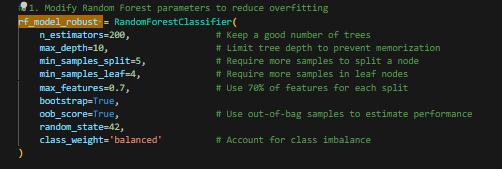 # 1. Modify Random Forest parameters to reduce overfitting
rf_model_robust = RandomForestClassifier(
    n_estimators=200,              # Keep a good number of trees
    max_depth=10,                  # Limit tree depth to prevent memorization
    min_samples_split=5,           # Require more samples to split a node
    min_samples_leaf=4,            # Require more samples in leaf nodes
    max_features=0.7,              # Use 70% of features for each split
    bootstrap=True,
    oob_score=True,                # Use out-of-bag samples to estimate performance
    random_state=42,
    class_weight='balanced'        # Account for class imbalance
)